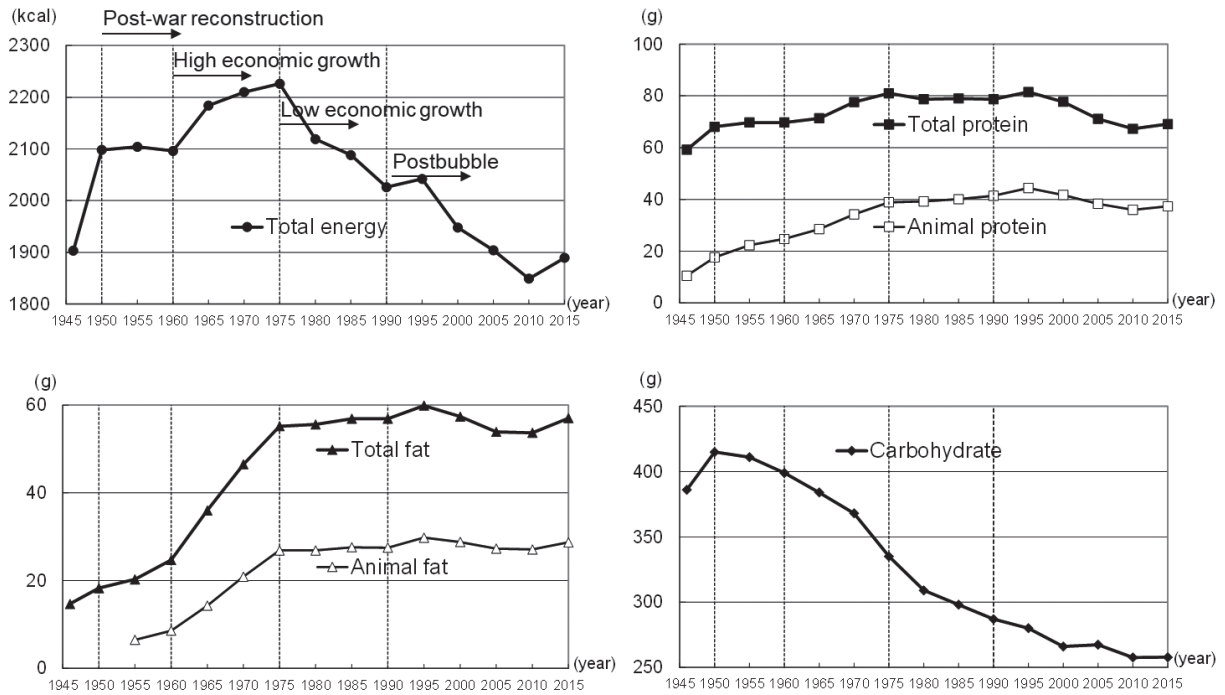 (kcal)
Post-war reconstruction
2300
High economic growth
2200
Low economic growth
2100
Postbubble
2000
Total energy
1900
1800
(year)
1945 1950 1955 1960 1965 1970 1975 1980 1985 1990 1995 2000 2005 2010 2015
(g)
100
80
Total protein
60
40
Animal protein
20
0
(year)
1945 1950 1955 1960 1965 1970 1975 1980 1985 1990 1995 2000 2005 2010 2015
(g)
60
Total fat
40
Animal fat
20
0
(year)
1945 1950 1955 1960 1965 1970 1975 1980 1985 1990 1995 2000 2005 2010 2015
(g)
450
Carbohydrate
400
350
300
250
(year)
1945 1950 1955 1960 1965 1970 1975 1980 1985 1990 1995 2000 2005 2010 2015